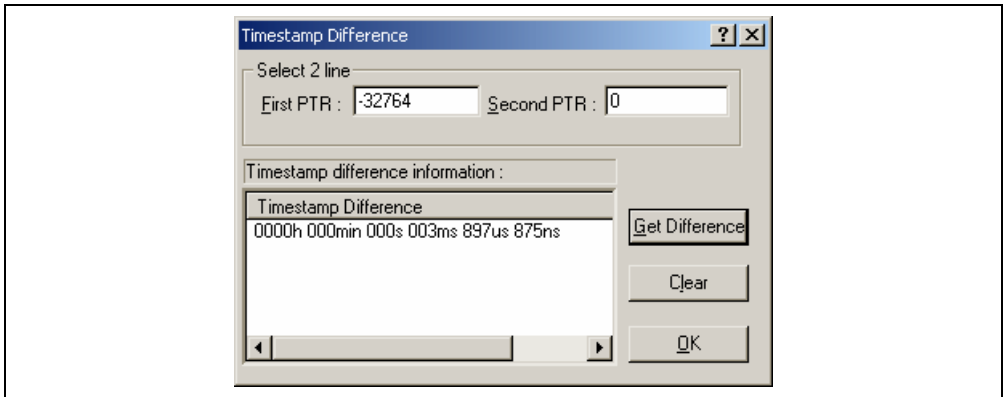 Timestamp Difference
Select 2 line
First PTR : -32764 Second PTR : 0
Timestamp difference information :
Timestamp Difference
0000h 000min 000s 003ms 897us 875ns
Get Difference
Clear
OK